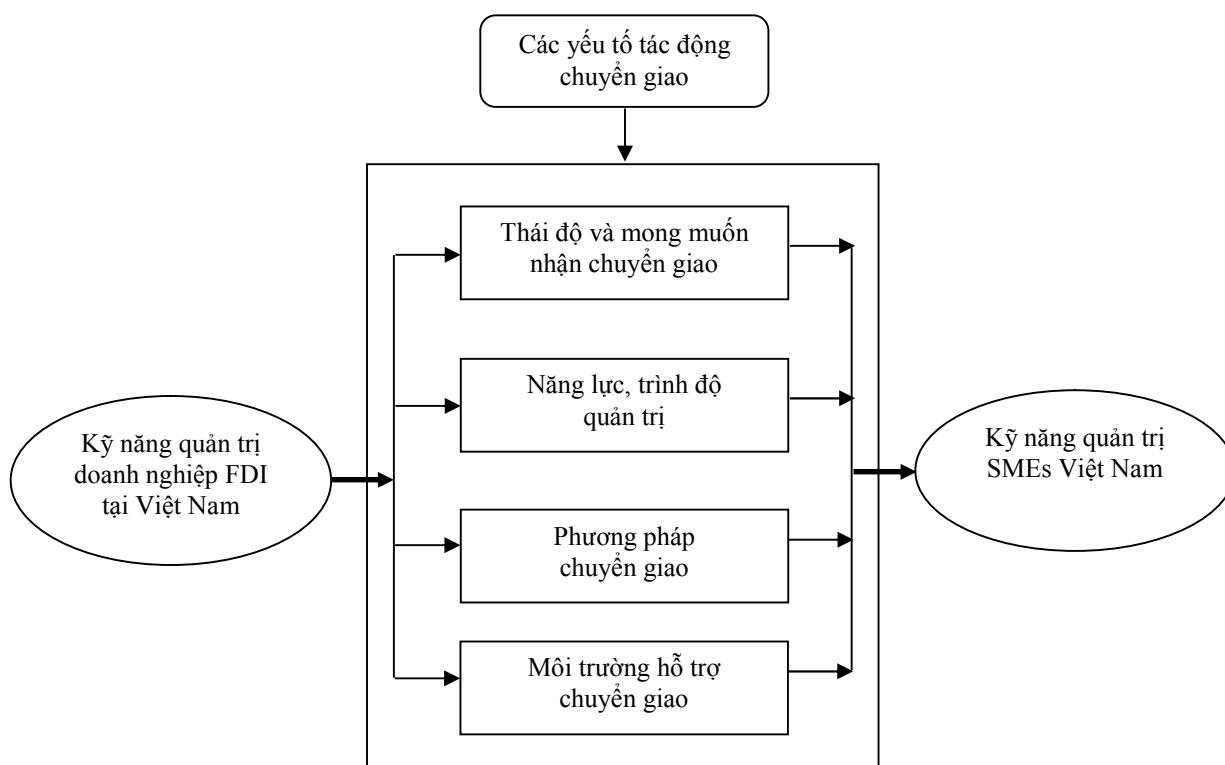 Các yếu tố tác động
chuyển giao
Thái độ và mong muốn
nhận chuyển giao
Năng lực, trình độ
quản trị
Kỹ năng quản trị
doanh nghiệp FDI
tại Việt Nam
Kỹ năng quản trị
SMEs Việt Nam
Phương pháp
chuyển giao
Môi trường hỗ trợ
chuyển giao